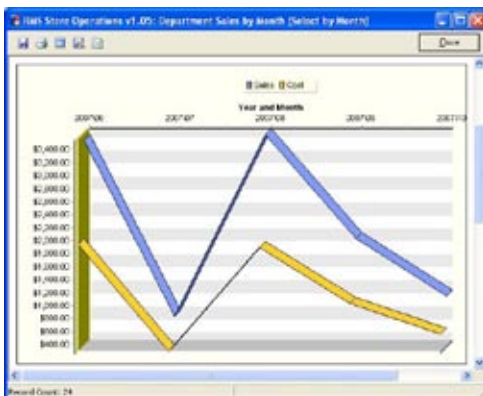 RMS Store Operations v1.05: Department Sales by Month [Select by Month]
Done
Sales Cost
Year and Month
2007/06 2007/07 2007/08 2007/09 2007/10
$3,400.00
$3,200.00
$3,000.00
$2,800.00
$2,600.00
$2,400.00
$2,200.00
$2,000.00
$1,800.00
$1,600.00
$1,400.00
$1,200.00
$1,000.00
$800.00
$600.00
$400.00
Record Count: 24